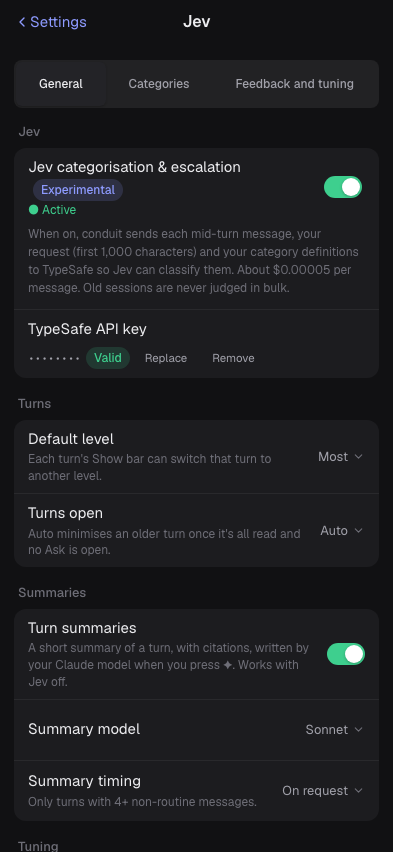 Settings
Jev
General
Categories
Feedback and tuning
Jev
Jev categorisation & escalation
Experimental
Active
When on, conduit sends each mid-turn message, your
request (first 1,000 characters) and your category definitions
to TypeSafe so Jev can classify them. About $0.00005 per
message. Old sessions are never judged in bulk.
TypeSafe API key
········
Valid
Replace
Remove
Turns
Default level
Each turn's Show bar can switch that turn to
another level.
Most
Turns open
Auto minimises an older turn once it's all read and
no Ask is open.
Auto
Summaries
Turn summaries
A short summary of a turn, with citations, written by
your Claude model when you press ✦. Works with
Jev off.
Summary model
Sonnet
Summary timing
Only turns with 4+ non-routine messages.
On request
Tuning